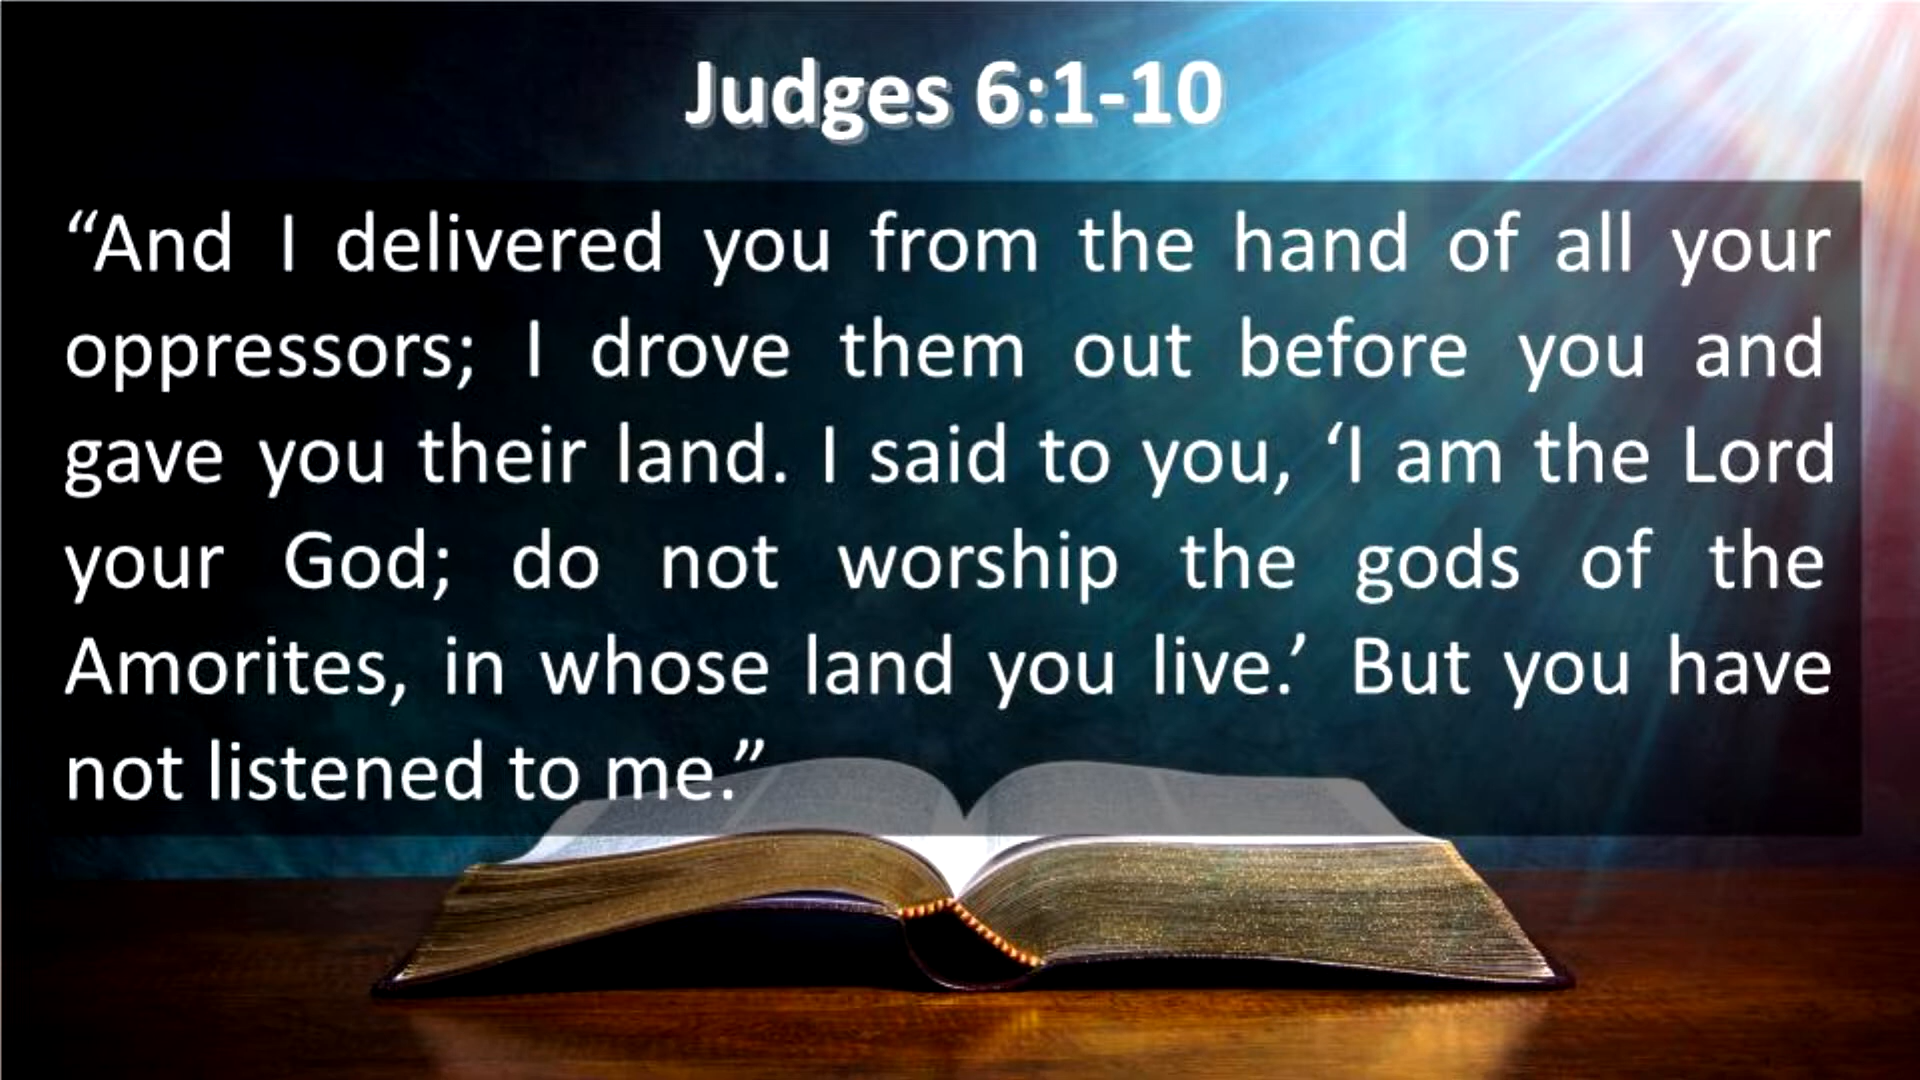 Judges 6:1-10
“And I delivered you from the hand of all your
oppressors; I drove them out before you and
gave you their land. I said to you, ‘I am the Lord
your God; do not worship the gods of the
Amorites, in whose land you live.’ But you have
not listened to me.”